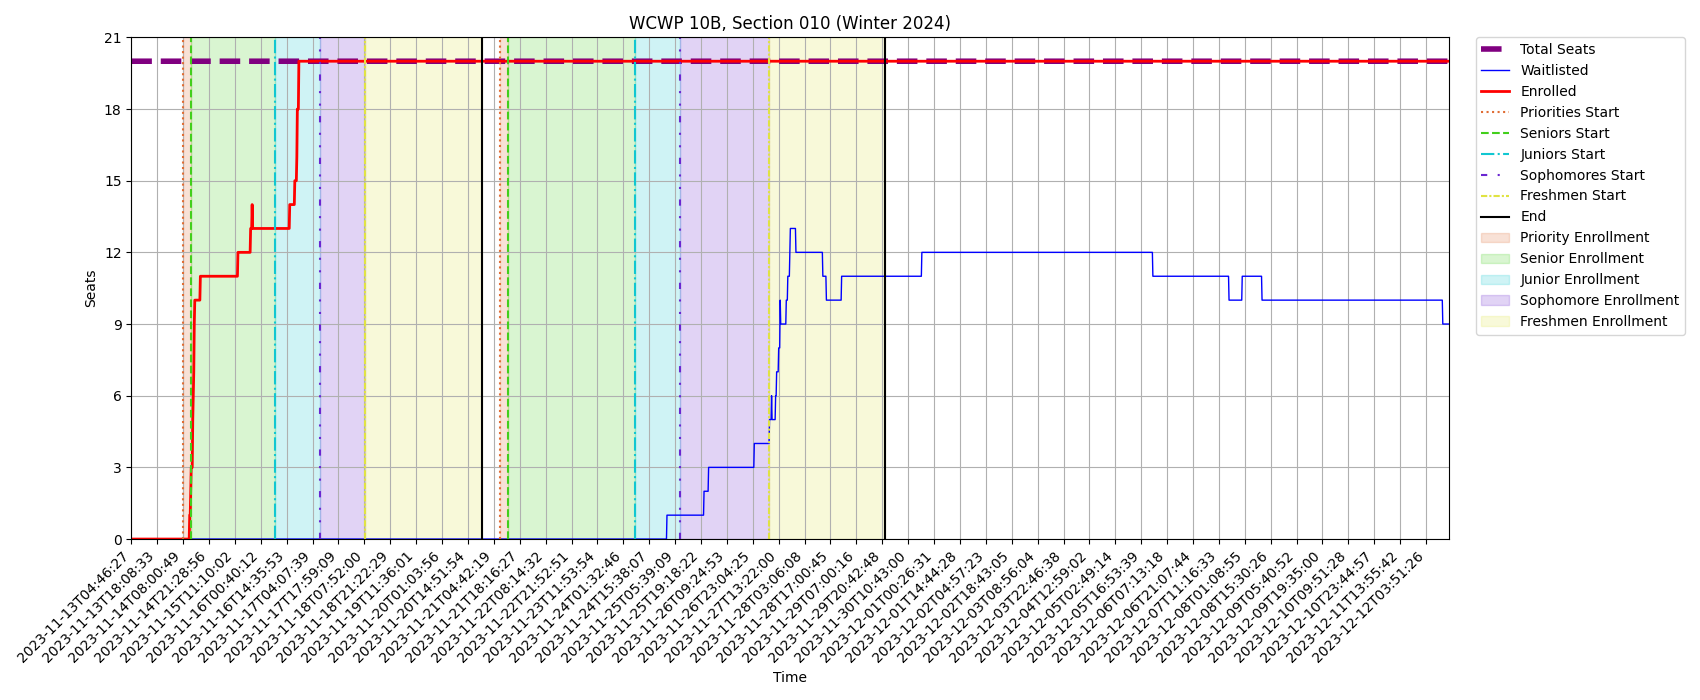 WCWP 10B, Section 010 (Winter 2024)
21
18
15
12
9
6
3
0
Seats
2023-11-13T04:46:27
2023-11-13T18:08:33
2023-11-14T08:00:49
2023-11-14T21:28:56
2023-11-15T11:10:02
2023-11-16T00:40:12
2023-11-16T14:35:53
2023-11-17T04:07:39
2023-11-17T17:59:09
2023-11-18T07:52:00
2023-11-18T21:22:29
2023-11-19T11:36:01
2023-11-20T01:03:56
2023-11-20T14:51:54
2023-11-21T04:42:19
2023-11-21T18:16:27
2023-11-22T08:14:32
2023-11-22T21:52:51
2023-11-23T11:53:54
2023-11-24T01:32:46
2023-11-24T15:38:07
2023-11-25T05:39:09
2023-11-25T19:18:22
2023-11-26T09:24:53
2023-11-26T23:04:25
2023-11-27T13:22:00
2023-11-28T03:06:08
2023-11-28T17:00:45
2023-11-29T07:00:16
2023-11-29T20:42:48
2023-11-30T10:43:00
2023-12-01T00:26:31
2023-12-01T14:44:28
2023-12-02T04:57:23
2023-12-02T18:43:05
2023-12-03T08:56:04
2023-12-03T22:46:38
2023-12-04T12:59:02
2023-12-05T02:49:14
2023-12-05T16:53:39
2023-12-06T07:13:18
2023-12-06T21:07:44
2023-12-07T11:16:33
2023-12-08T01:08:55
2023-12-08T15:30:26
2023-12-09T05:40:52
2023-12-09T19:35:00
2023-12-10T09:51:28
2023-12-10T23:44:57
2023-12-11T13:55:42
2023-12-12T03:51:26
Time
Total Seats
Waitlisted
Enrolled
Priorities Start
Seniors Start
Juniors Start
Sophomores Start
Freshmen Start
End
Priority Enrollment
Senior Enrollment
Junior Enrollment
Sophomore Enrollment
Freshmen Enrollment